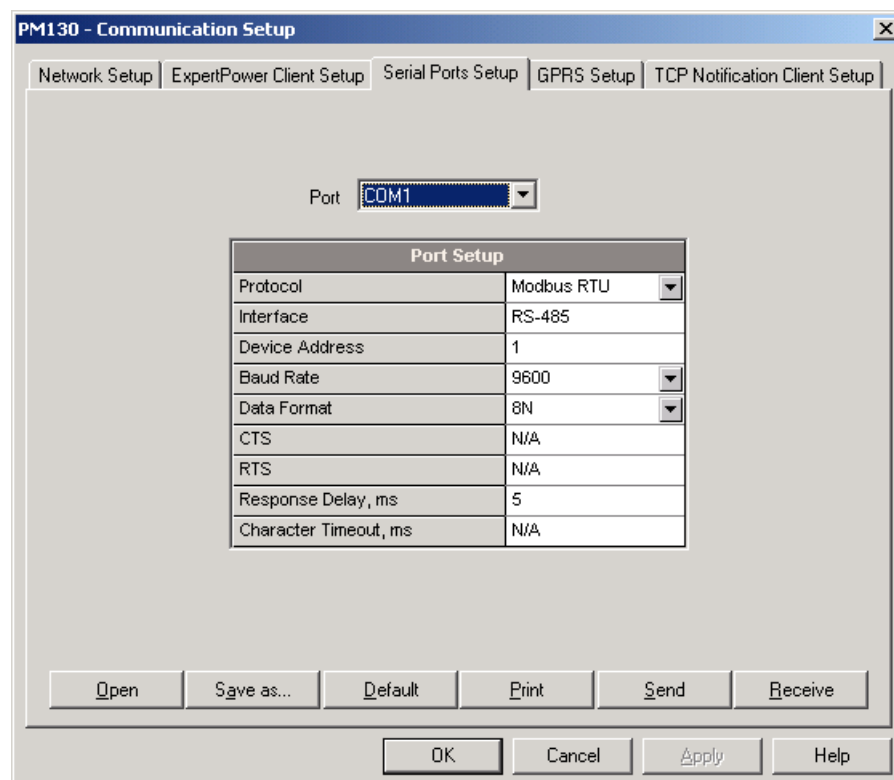 PM130 - Communication Setup
Network Setup ExpertPower Client Setup Serial Ports Setup GPRS Setup TCP Notification Client Setup
Port COM1
Port Setup
Protocol Modbus RTU
Interface RS-485
Device Address 1
Baud Rate 9600
Data Format 8N
CTS N/A
RTS N/A
Response Delay, ms 5
Character Timeout, ms N/A
Open Save as... Default Print Send Receive
OK Cancel Apply Help